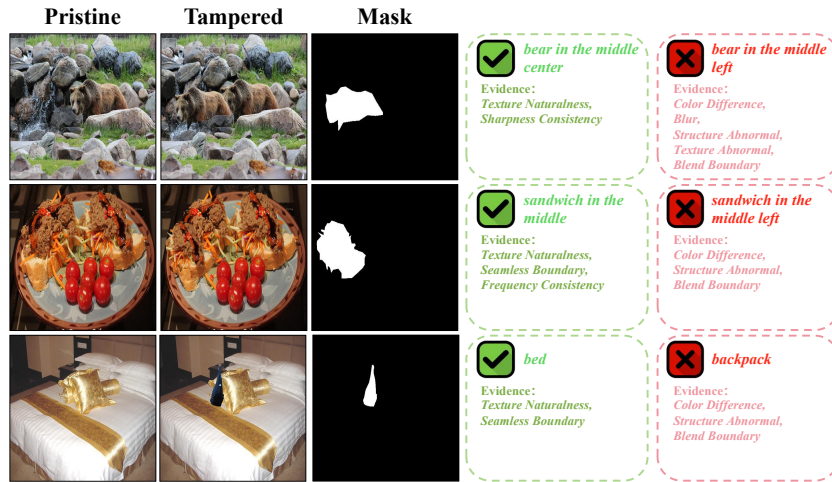 Pristine Tampered Mask
bear in the middle
center
Evidence:
Texture Naturalness,
Sharpness Consistency
bear in the middle
left
Evidence:
Color Difference,
Blur,
Structure Abnormal,
Texture Abnormal,
Blend Boundary
sandwich in the
middle
Evidence:
Texture Naturalness,
Seamless Boundary,
Frequency Consistency
sandwich in the
middle left
Evidence:
Color Difference,
Structure Abnormal,
Blend Boundary
bed
Evidence:
Texture Naturalness,
Seamless Boundary
backpack
Evidence:
Color Difference,
Structure Abnormal,
Blend Boundary